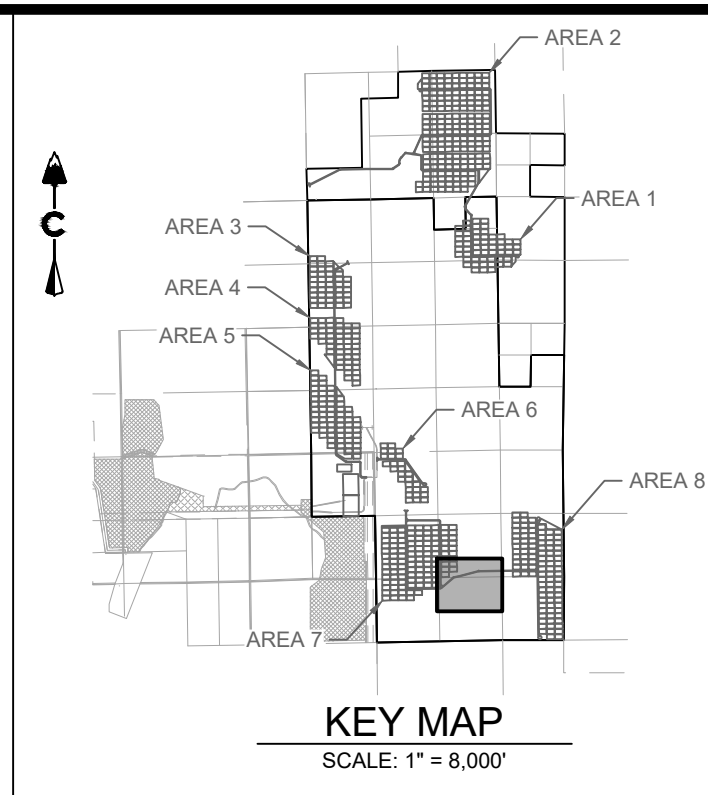 AREA 2
AREA 1
AREA 3
C
AREA 4
AREA 5
AREA 6
AREA 8
AREA 7
KEY MAP
SCALE: 1" = 8,000'